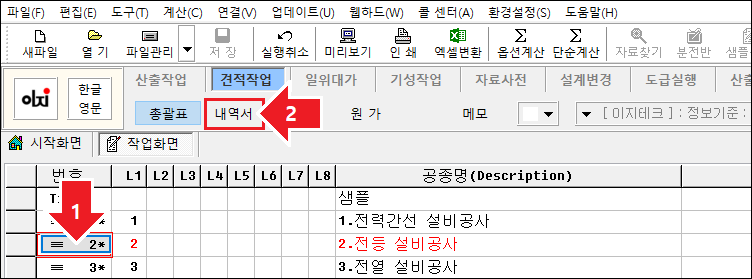 파일(F) 편집(E) 도구(T) 계산(C) 연결(V) 업데이트(U) 웹하드(W) 콜 센타(A) 환경설정(S) 도움말(H)
새파일 열 기 파일관리 저 장 실행취소 미리보기 인 쇄 엑셀변환 옵션계산 단순계산 자료찾기 분전반 샘플
한글
영문
산출작업 견적작업 일위대가 기성작업 자료사전 설계변경 도급실행 산출
총괄표 내역서 2 원 가 메모 [ 이지테크 ] : 정보기준 :
시작화면 작업화면
번호 L1 L2 L3 L4 L5 L6 L7 L8 공종명(Description)
샘플
1
* 1 1.전력간선 설비공사
2* 2 2.전등 설비공사
3* 3 3.전열 설비공사